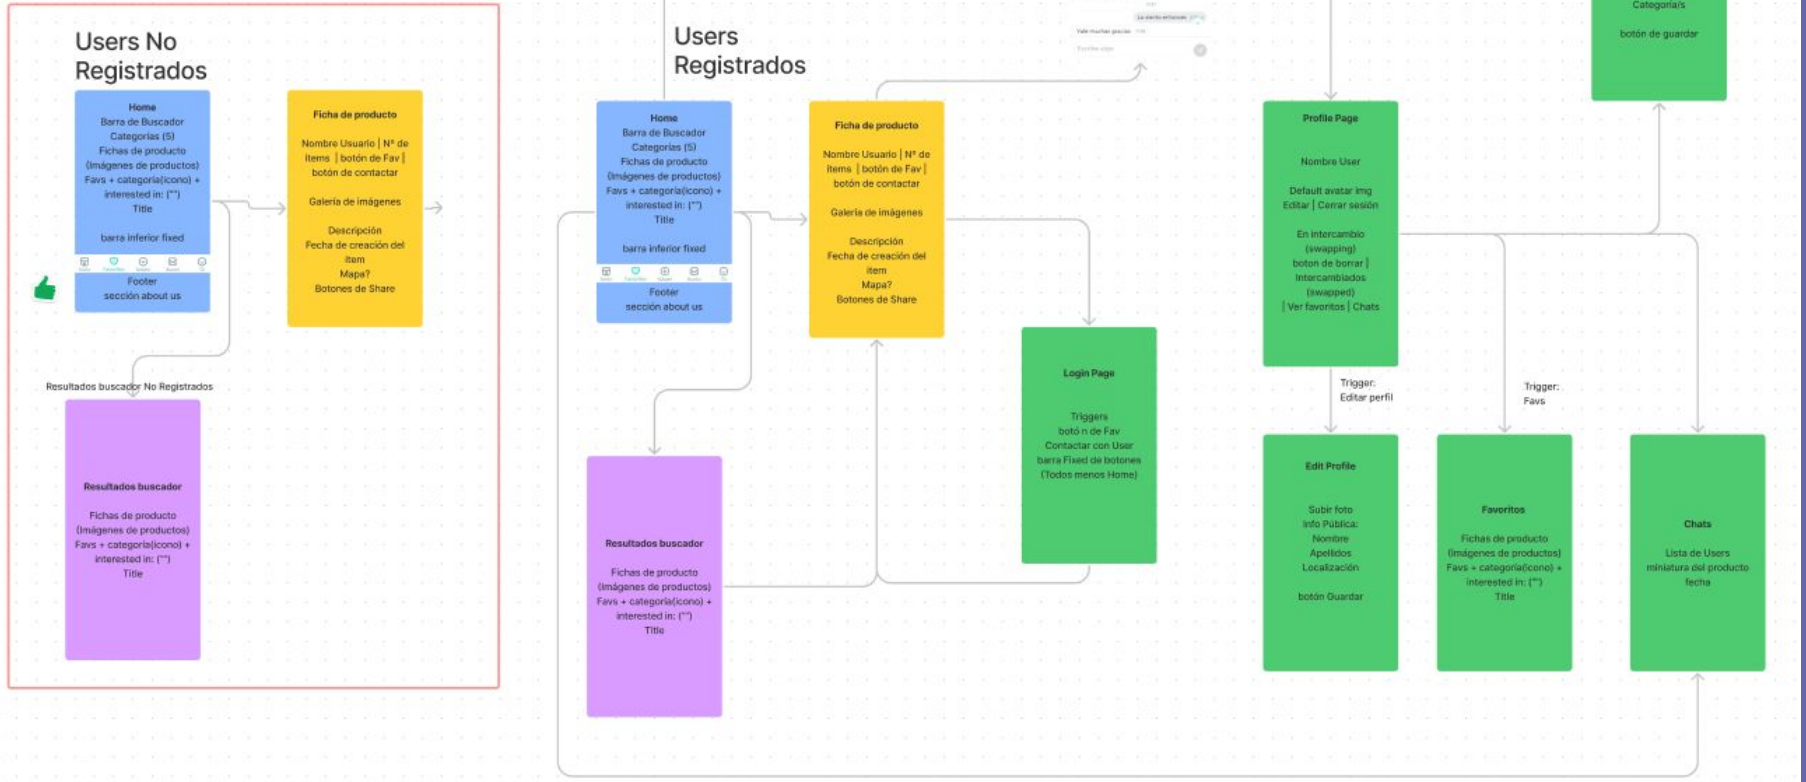 Users No
Registrados
Home
Barra de Buscador
Categorías (5)
Fichas de producto
(Imágenes de productos)
Favs + categoría(icono) +
interested in: ("")
Title
barra inferior fixed
Footer
sección about us
Ficha de producto
Nombre Usuario | Nº de
items | botón de Fav |
botón de contactar
Galería de imágenes
Descripción
Fecha de creación del
item
Mapa?
Botones de Share
Resultados buscador No Registrados
Resultados buscador
Fichas de producto
(Imágenes de productos)
Favs + categoría(icono) +
interested in: ("")
Title
Users
Registrados
Home
Barra de Buscador
Categorías (5)
Fichas de producto
(Imágenes de productos)
Favs + categoría(icono) +
interested in: ("")
Title
barra inferior fixed
Footer
sección about us
Ficha de producto
Nombre Usuario | Nº de
items | botón de Fav |
botón de contactar
Galería de imágenes
Descripción
Fecha de creación del
item
Mapa?
Botones de Share
Resultados buscador
Fichas de producto
(Imágenes de productos)
Favs + categoría(icono) +
interested in: ("")
Title
Lo siento entonces
Vale muchas gracias
Login Page
Triggers
botó n de Fav
Contactar con User
barra Fixed de botones
(Todos menos Home)
Profile Page
Nombre User
Default avatar img
Editar | Cerrar sesión
En intercambio
(swapping)
boton de borrar |
Intercambiados
(swapped)
| Ver favoritos | Chats
Trigger:
Editar perfil
Trigger:
Favs
Edit Profile
Subir foto
Info Pública:
Nombre
Apellidos
Localización
botón Guardar
Favoritos
Fichas de producto
(Imágenes de productos)
Favs + categoría(icono) +
interested in: ("")
Title
Chats
Lista de Users
miniatura del producto
fecha
Categoría/s
botón de guardar